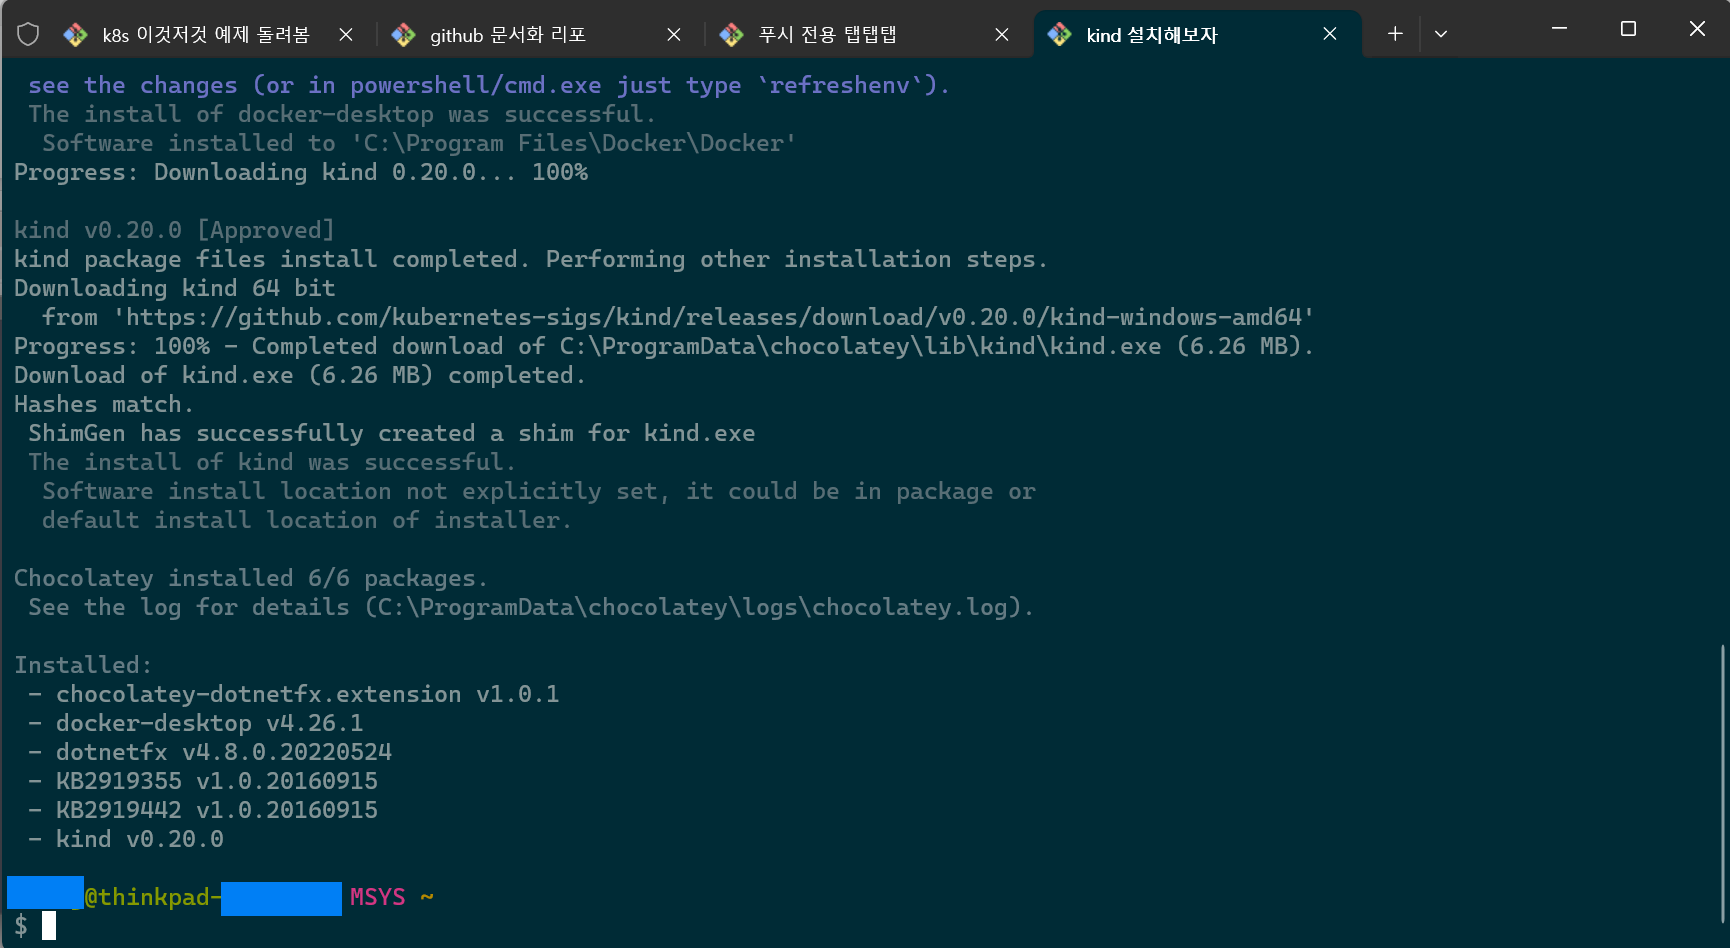 k8s 이것저것 예제 돌려봄
github 문서화 리포
푸시 전용 탭탭탭
kind 설치해보자
see the changes (or in powershell/cmd.exe just type `refreshenv`).
The install of docker-desktop was successful.
Software installed to 'C:\Program Files\Docker\Docker'
Progress: Downloading kind 0.20.0... 100%
kind v0.20.0 [Approved]
kind package files install completed. Performing other installation steps.
Downloading kind 64 bit
from 'https://github.com/kubernetes-sigs/kind/releases/download/v0.20.0/kind-windows-amd64'
Progress: 100% - Completed download of C:\ProgramData\chocolatey\lib\kind\kind.exe (6.26 MB).
Download of kind.exe (6.26 MB) completed.
Hashes match.
ShimGen has successfully created a shim for kind.exe
The install of kind was successful.
Software install location not explicitly set, it could be in package or
default install location of installer.
Chocolatey installed 6/6 packages.
See the log for details (C:\ProgramData\chocolatey\logs\chocolatey.log).
Installed:
- chocolatey-dotnetfx.extension v1.0.1
- docker-desktop v4.26.1
- dotnetfx v4.8.0.20220524
- KB2919355 v1.0.20160915
- KB2919442 v1.0.20160915
- kind v0.20.0
@thinkpad- MSYS ~
$